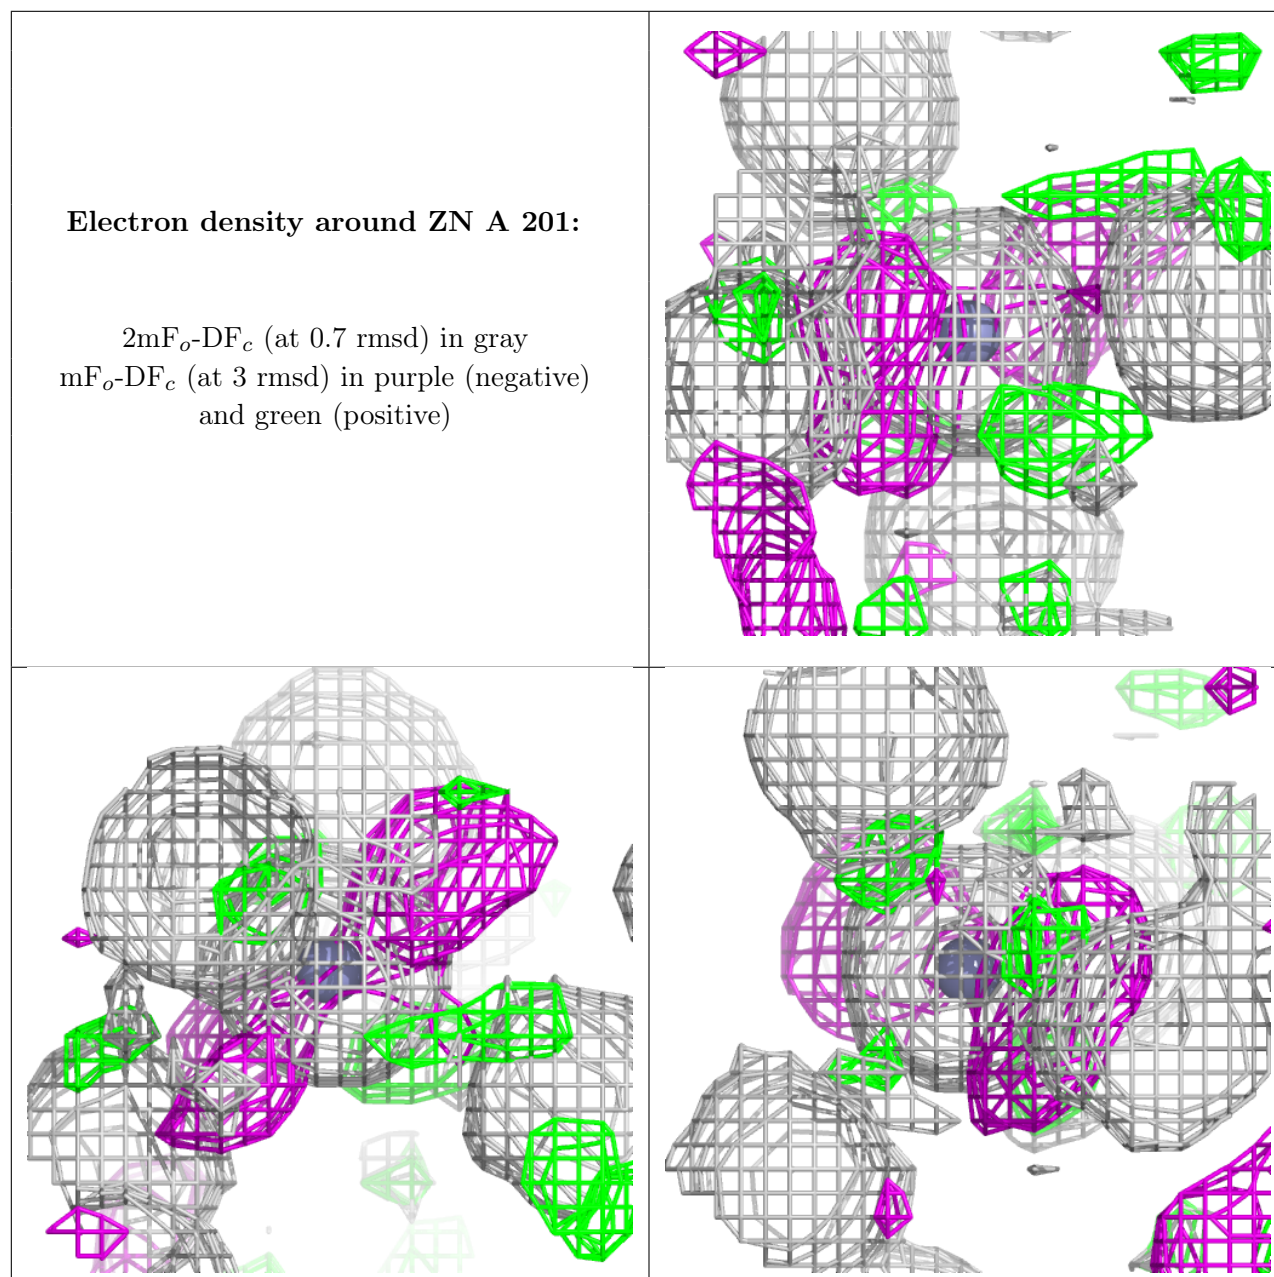 Electron density around ZN A 201:
2mFo-DFc (at 0.7 rmsd) in gray
mFo-DFc (at 3 rmsd) in purple (negative)
and green (positive)